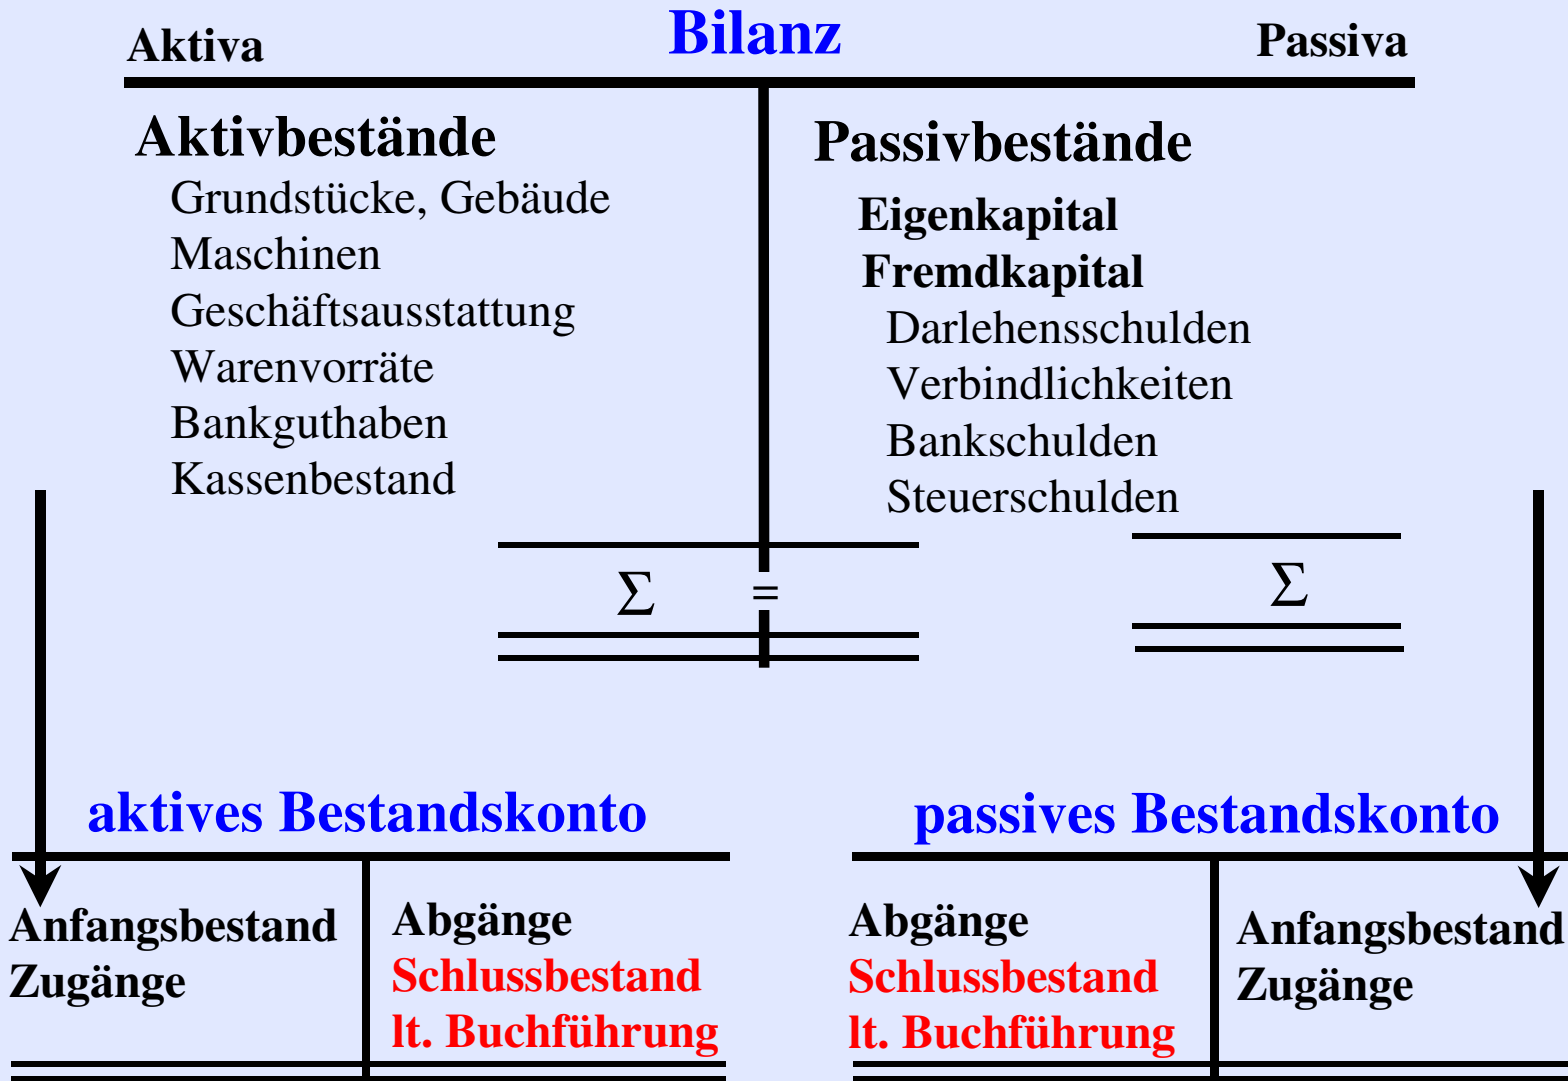 Bilanz
Aktiva
Passiva
Aktivbestände
Grundstücke, Gebäude
Maschinen
Geschäftsausstattung
Warenvorräte
Bankguthaben
Kassenbestand
Passivbestände
Eigenkapital
Fremdkapital
Darlehensschulden
Verbindlichkeiten
Bankschulden
Steuerschulden
Σ = Σ
aktives Bestandskonto
Anfangsbestand
Zugänge
Abgänge
Schlussbestand
lt. Buchführung
passives Bestandskonto
Abgänge
Schlussbestand
lt. Buchführung
Anfangsbestand
Zugänge